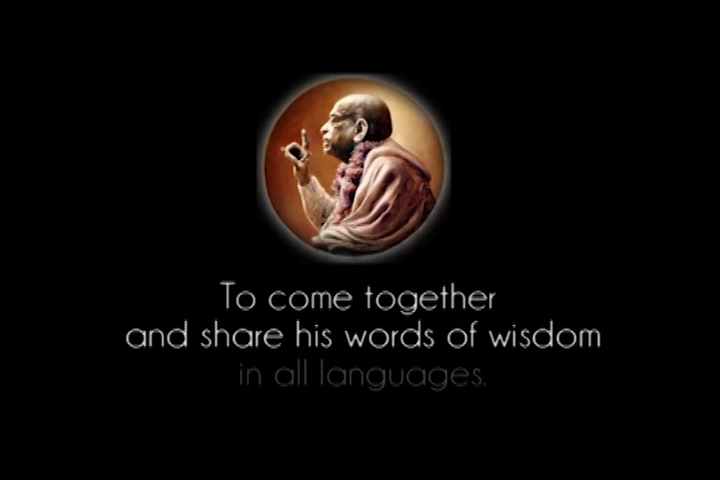 To come together
and share his words of wisdom
in all languages.